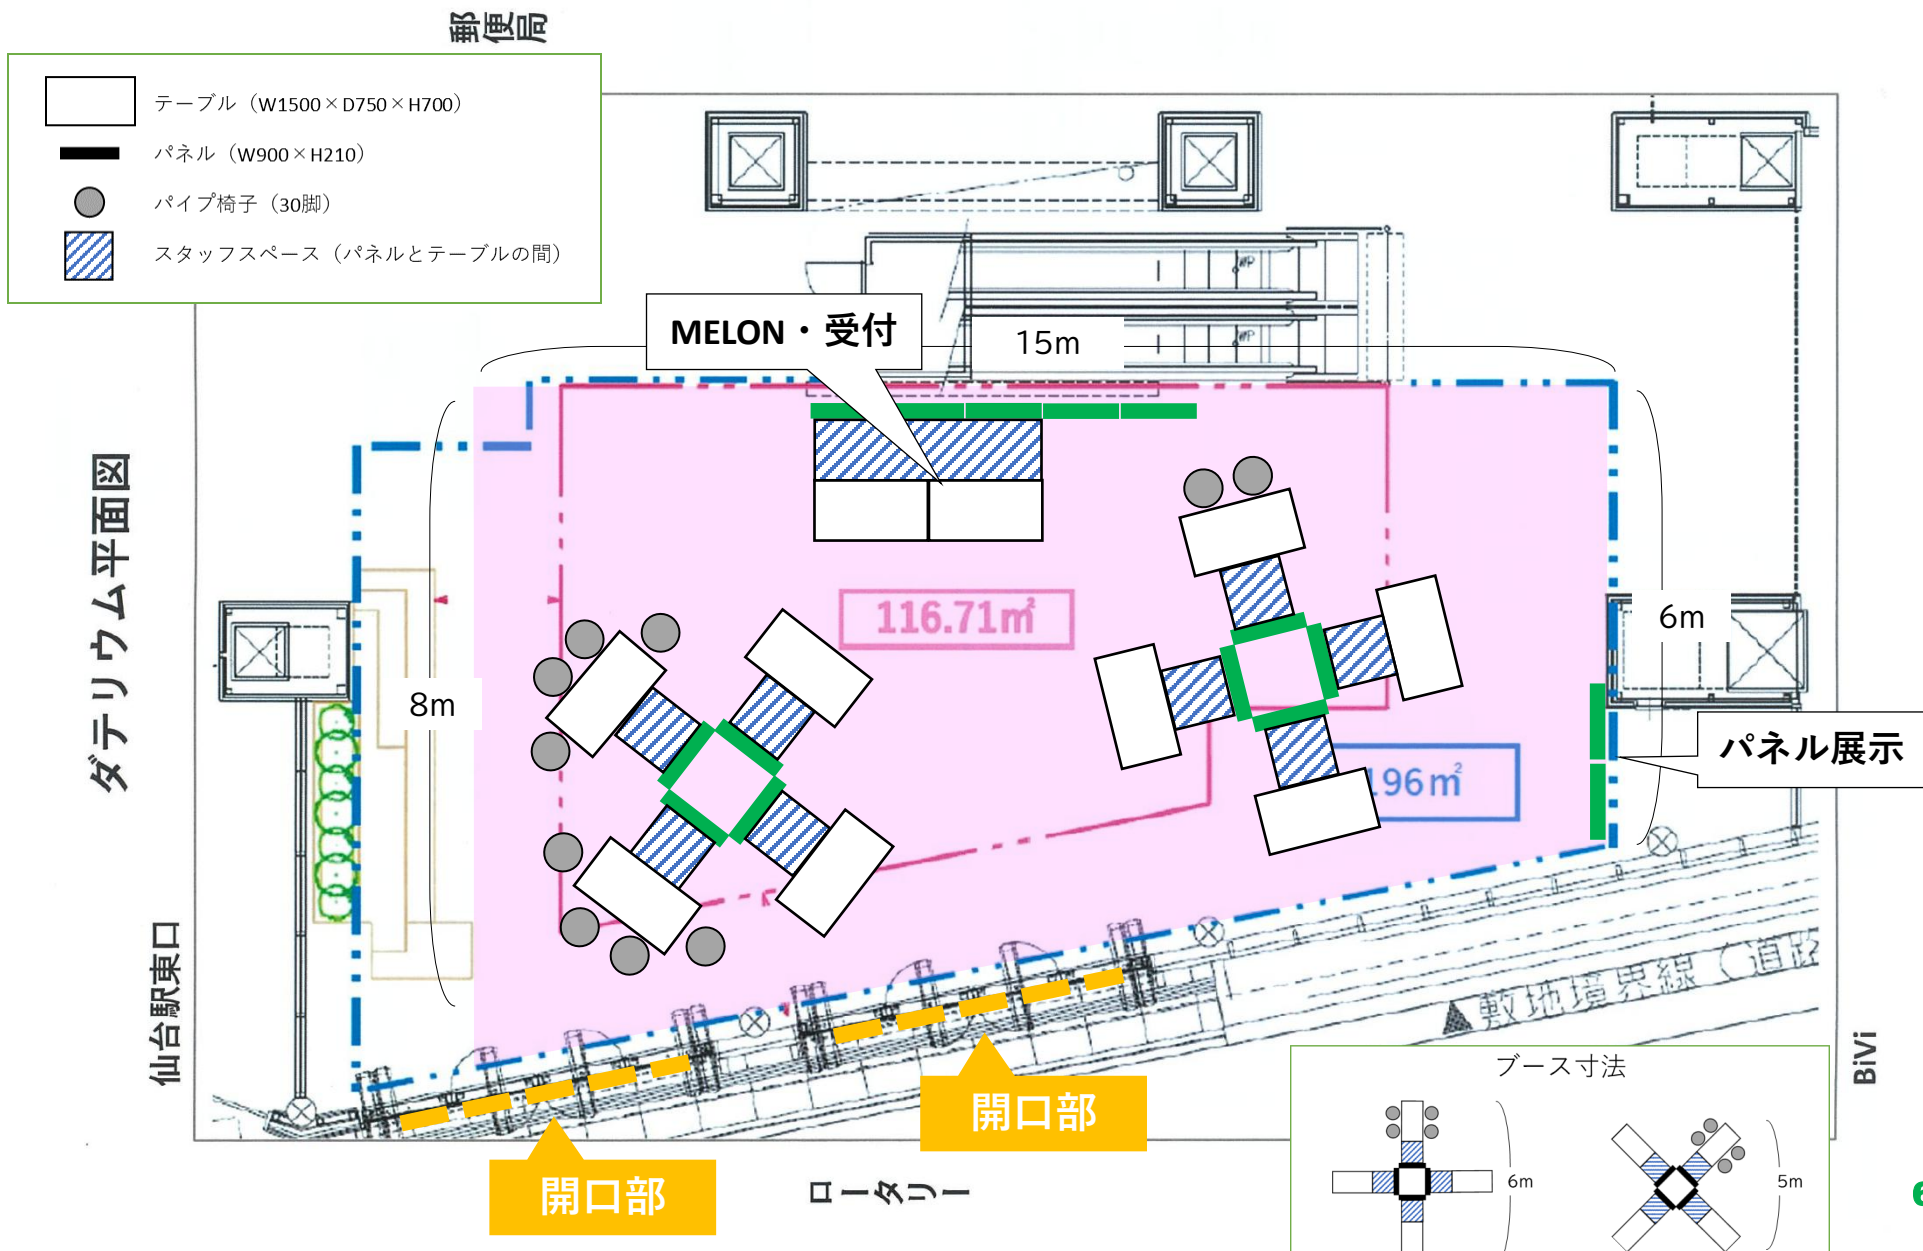 郵便局
テーブル（W1500×D750×H700）
パネル（W900×H210）
パイプ椅子（30脚）
スタッフスペース（パネルとテーブルの間）
MELON・受付
15m
ダテリウム平面図
116.71㎡
8m
6m
196㎡
パネル展示
仙台駅東口
敷地境界線（道路
BiVi
開口部
開口部
ロータリー
ブース寸法
6m
5m
6